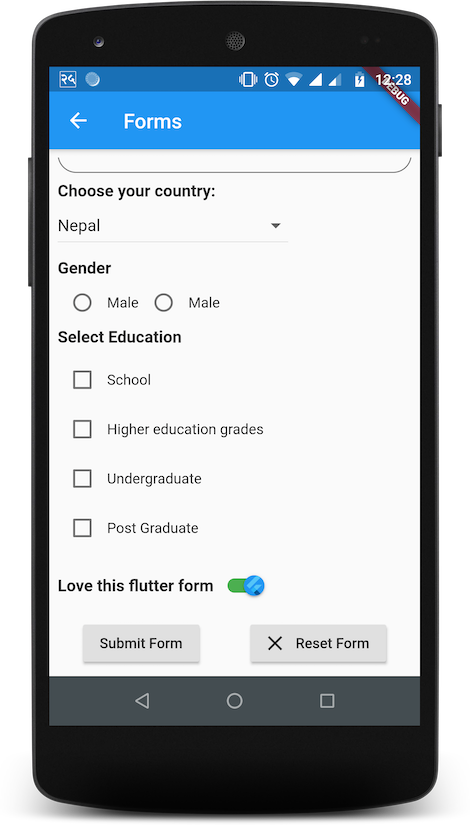 12:28
DEBUG
Forms
Choose your country:
Nepal
Gender
Male Male
Select Education
School
Higher education grades
Undergraduate
Post Graduate
Love this flutter form
Submit Form Reset Form